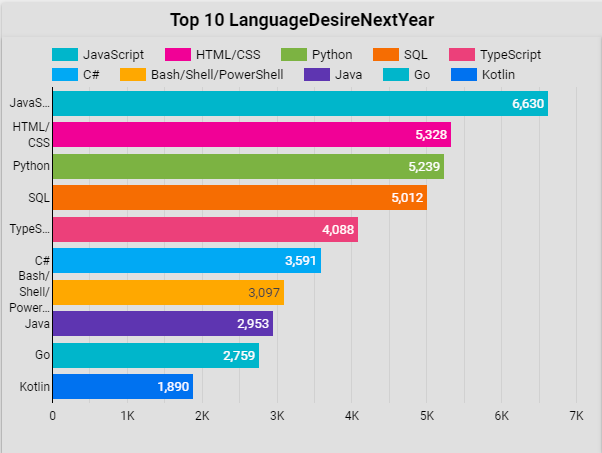 Top 10 LanguageDesireNextYear
JavaScript HTML/CSS Python SQL TypeScript
C# Bash/Shell/PowerShell Java Go Kotlin
JavaS... 6,630
HTML/
CSS 5,328
Python 5,239
SQL 5,012
TypeS... 4,088
C# 3,591
Bash/
Shell/ 3,097
Power...
Java 2,953
Go 2,759
Kotlin 1,890
0 1K 2K 3K 4K 5K 6K 7K